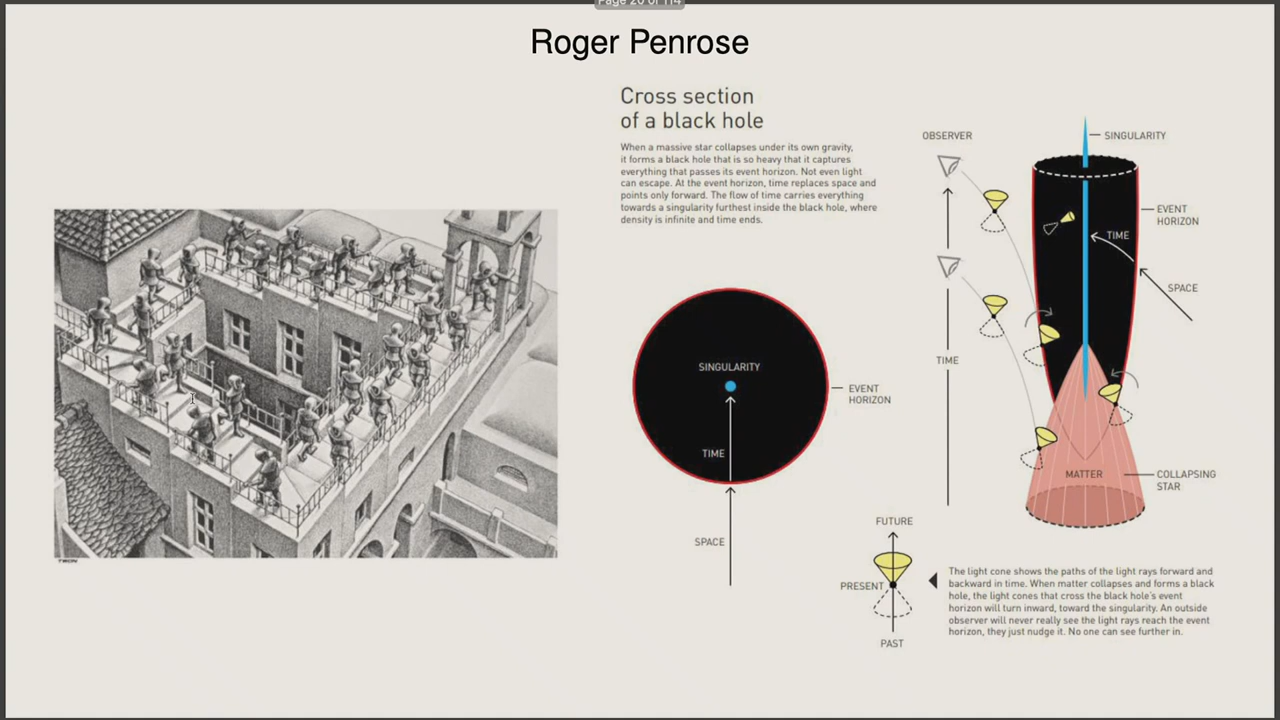 Page 20 of 114
Roger Penrose
Cross section
of a black hole
When a massive star collapses under its own gravity,
it forms a black hole that is so heavy that it captures
everything that passes its event horizon. Not even light
can escape. At the event horizon, time replaces space and
points only forward. The flow of time carries everything
towards a singularity furthest inside the black hole, where
density is infinite and time ends.
SINGULARITY
EVENT
HORIZON
TIME
SPACE
OBSERVER
SINGULARITY
EVENT
HORIZON
TIME
SPACE
TIME
MATTER
COLLAPSING
STAR
FUTURE
PRESENT
PAST
The light cone shows the paths of the light rays forward and
backward in time. When matter collapses and forms a black
hole, the light cones that cross the black hole's event
horizon will turn inward, toward the singularity. An outside
observer will never really see the light rays reach the event
horizon, they just nudge it. No one can see further in.